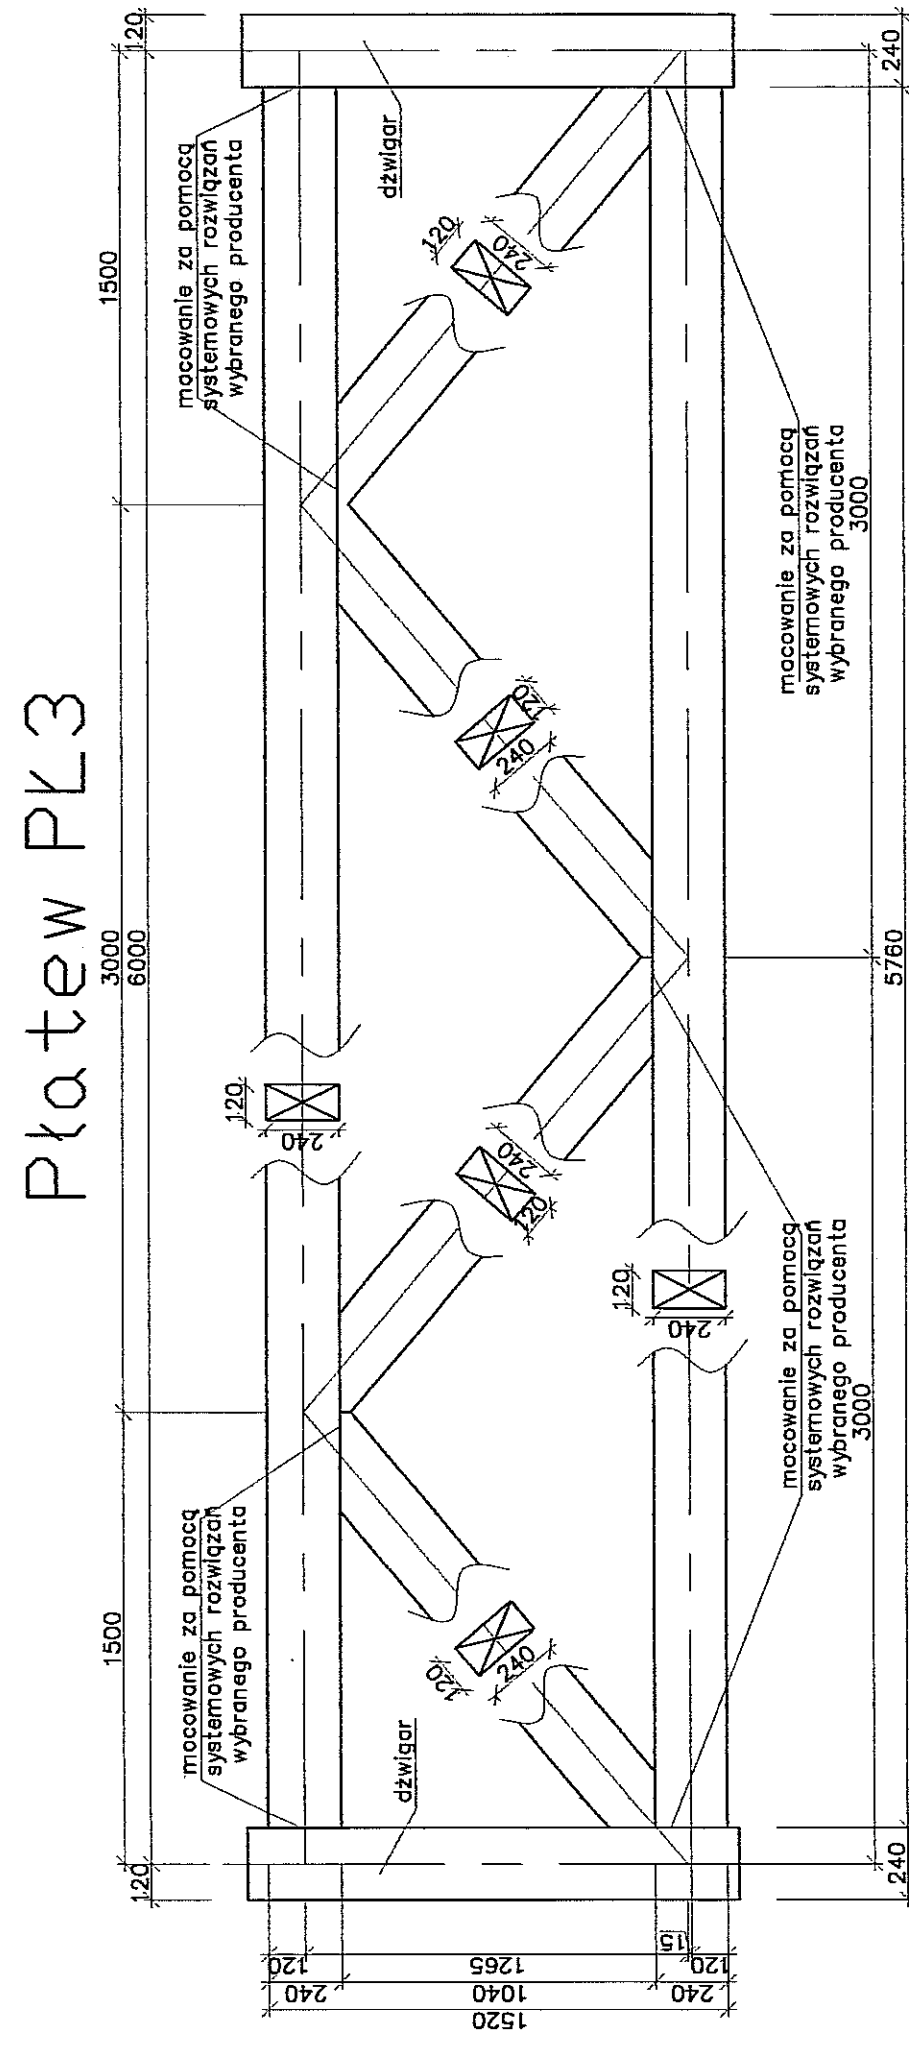 Płatew PŁ3
120
1500
3000
1500
120
6000
mocowanie za pomocą
systemowych rozwiązań
wybranego producenta
mocowanie za pomocą
systemowych rozwiązań
wybranego producenta
120
240
dźwigar
dźwigar
120
240
240
120
120
240
120
240
120
240
mocowanie za pomocą
systemowych rozwiązań
wybranego producenta
mocowanie za pomocą
systemowych rozwiązań
wybranego producenta
3000
3000
240
5760
240
120
1265
15
120
240
1040
240
1520